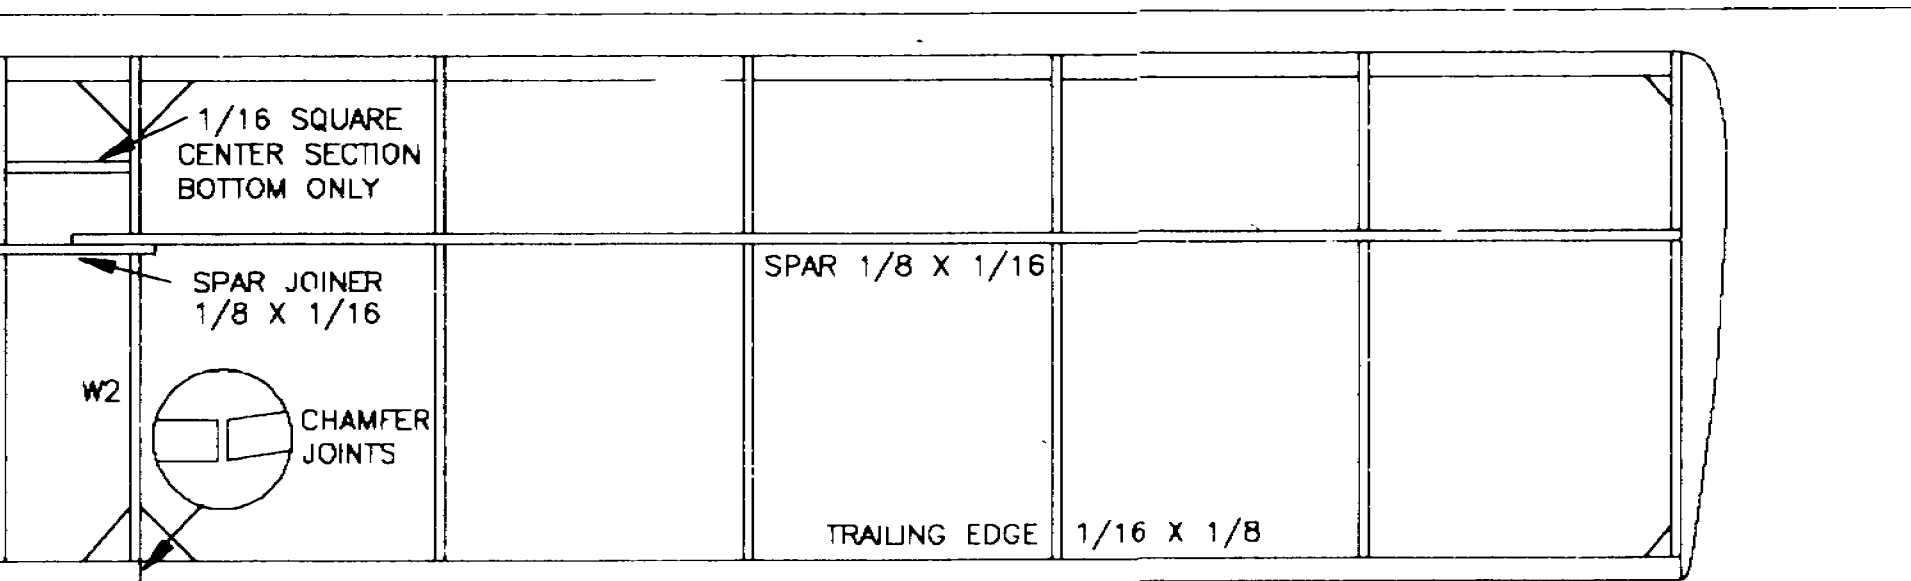 1/16 SQUARE
CENTER SECTION
BOTTOM ONLY
SPAR 1/8 X 1/16
SPAR JOINER
1/8 X 1/16
W2
CHAMFER
JOINTS
TRAILING EDGE 1/16 X 1/8